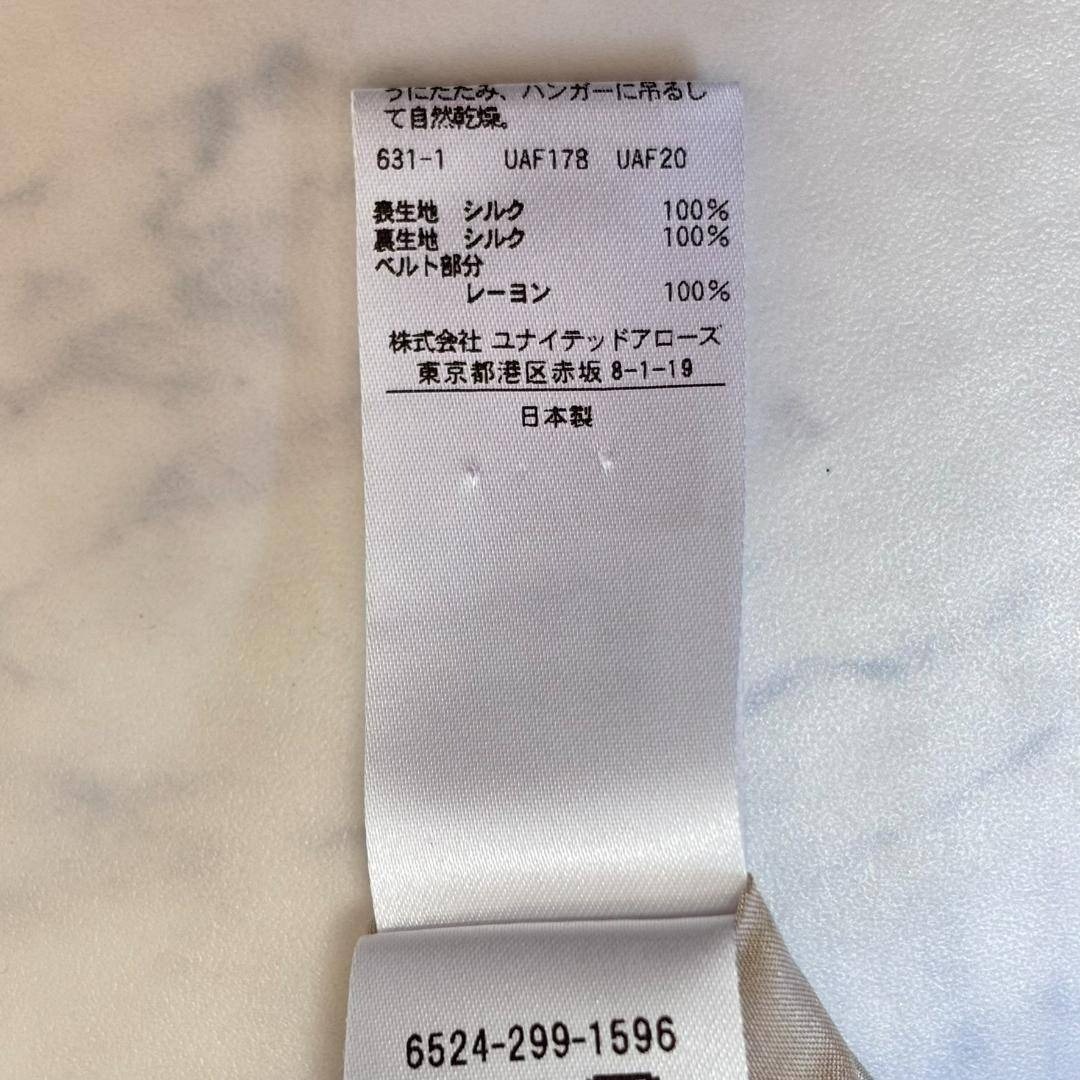 うにたたみ、ハンガーに吊るし
て自然乾燥。
631-1 UAF178 UAF20
表生地 シルク 100%
裏生地 シルク 100%
ベルト部分
レーヨン 100%
株式会社 ユナイテッドアローズ
東京都港区赤坂 8-1-19
日本製
6524-299-1596